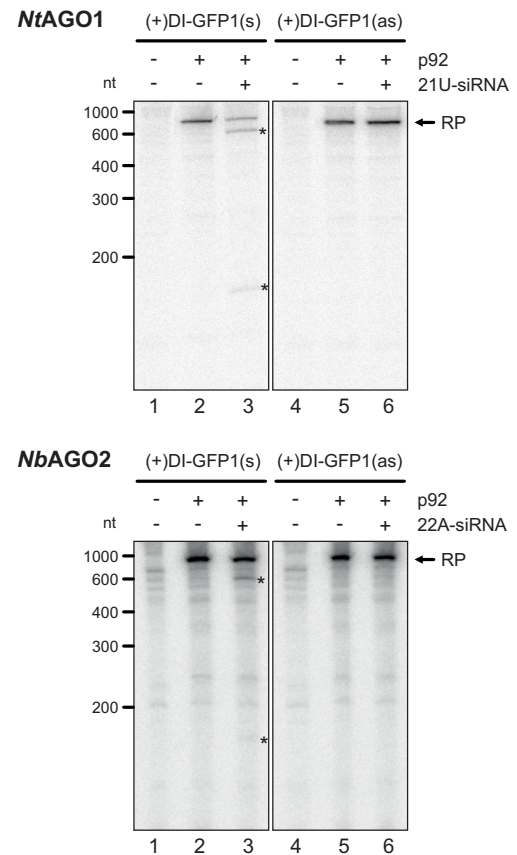 NtAGO1 (+)DI-GFP1(s) (+)DI-GFP1(as)
- + + - + + p92
nt - - + - - + 21U-siRNA
1000
600
400
300
200
← RP
*
*
1 2 3 4 5 6
NbAGO2 (+)DI-GFP1(s) (+)DI-GFP1(as)
- + + - + + p92
nt - - + - - + 22A-siRNA
1000
600
400
300
200
← RP
*
*
1 2 3 4 5 6